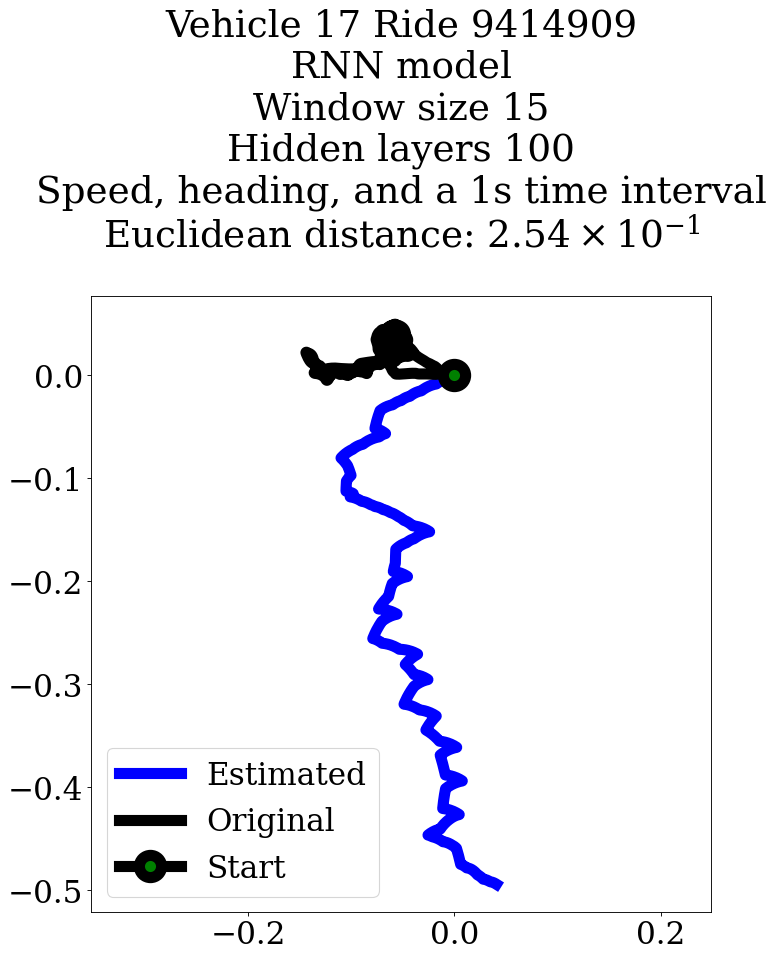 Vehicle 17 Ride 9414909
RNN model
Window size 15
Hidden layers 100
Speed, heading, and a 1s time interval
Euclidean distance: 2.54 × 10⁻¹
0.0
−0.1
−0.2
−0.3
−0.4
−0.5
Estimated
Original
Start
−0.2 0.0 0.2